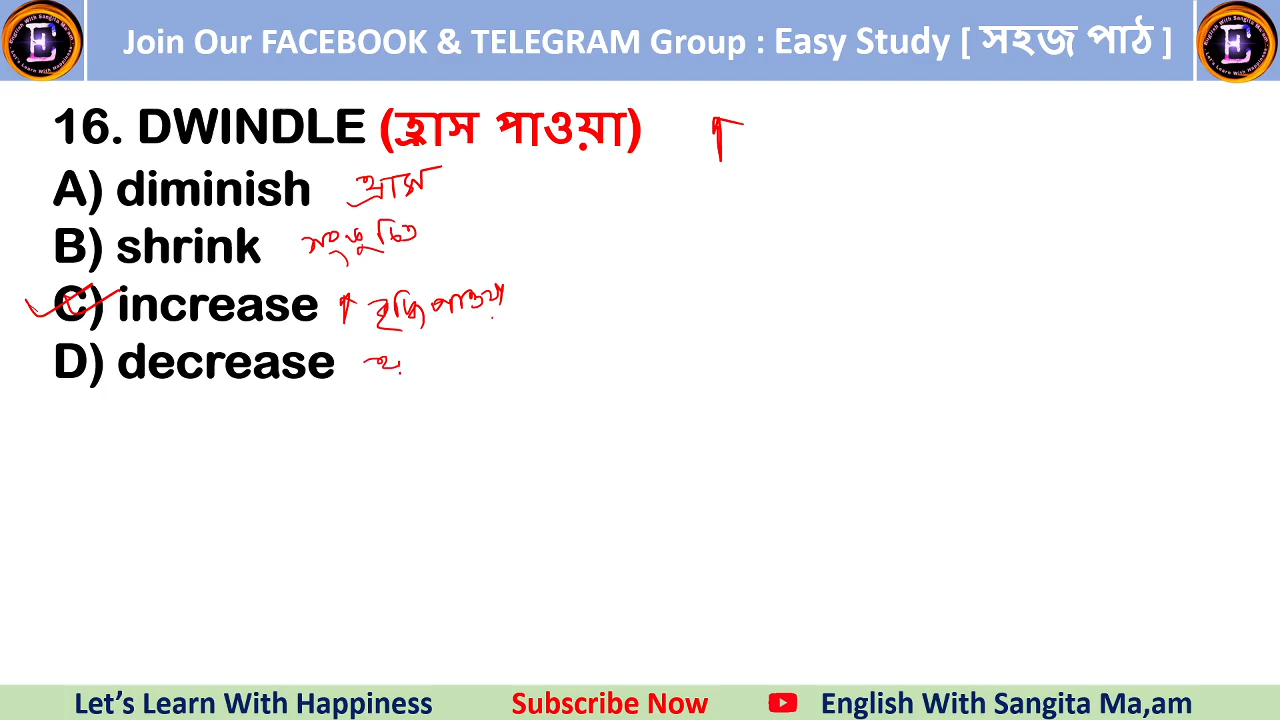 Join Our FACEBOOK & TELEGRAM Group : Easy Study [ সহজ পাঠ ]
16. DWINDLE (হ্রাস পাওয়া)
A) diminish হ্রাস
B) shrink সংকুচিত
C) increase বৃদ্ধি পাওয়া
D) decrease
Let's Learn With Happiness Subscribe Now English With Sangita Ma,am